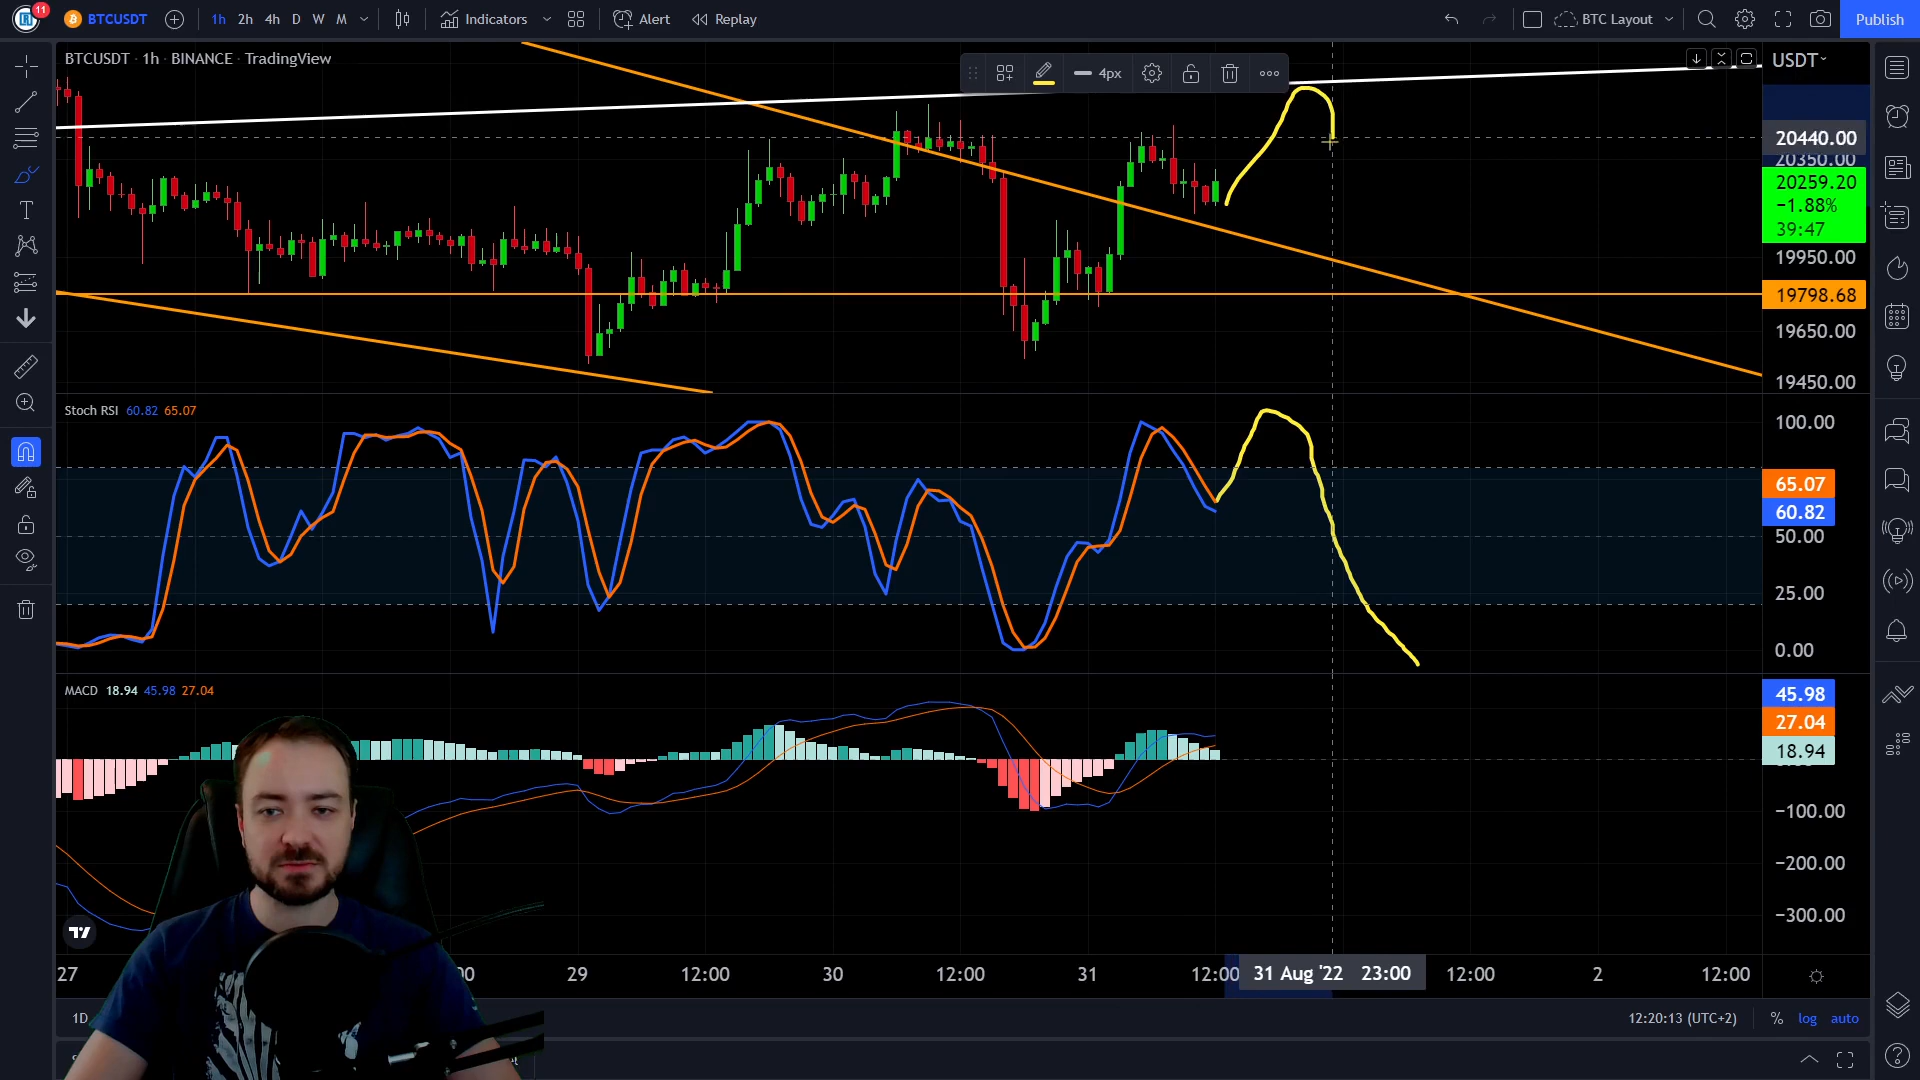 11
BTCUSDT
1h 2h 4h D W M
Indicators
Alert
Replay
BTC Layout
Publish
BTCUSDT · 1h · BINANCE · TradingView
4px
USDT
20440.00
20350.00
20259.20
−1.88%
39:47
19950.00
19798.68
19650.00
19450.00
Stoch RSI 60.82 65.07
100.00
65.07
60.82
50.00
25.00
0.00
MACD 18.94 45.98 27.04
45.98
27.04
18.94
−100.00
−200.00
−300.00
27 29 12:00 30 12:00 31 12:00 31 Aug '22 23:00 12:00 2 12:00
1D
12:20:13 (UTC+2) % log auto